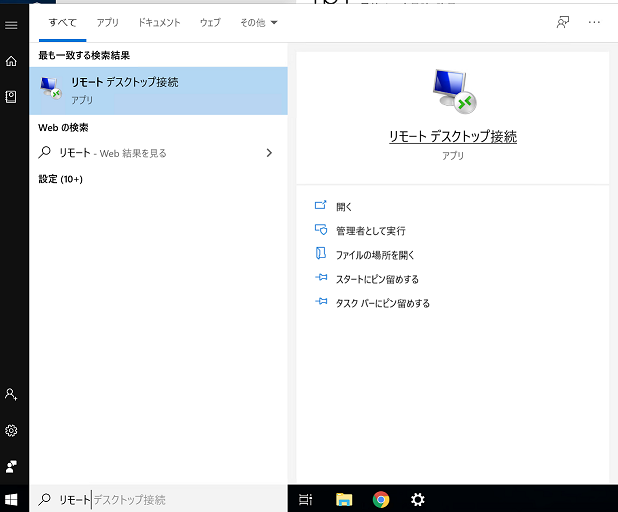 すべて アプリ ドキュメント ウェブ その他
最も一致する検索結果
リモート デスクトップ接続
アプリ
Web の検索
リモート - Web 結果を見る
設定 (10+)
リモート デスクトップ接続
アプリ
開く
管理者として実行
ファイルの場所を開く
スタートにピン留めする
タスク バーにピン留めする
リモートデスクトップ接続